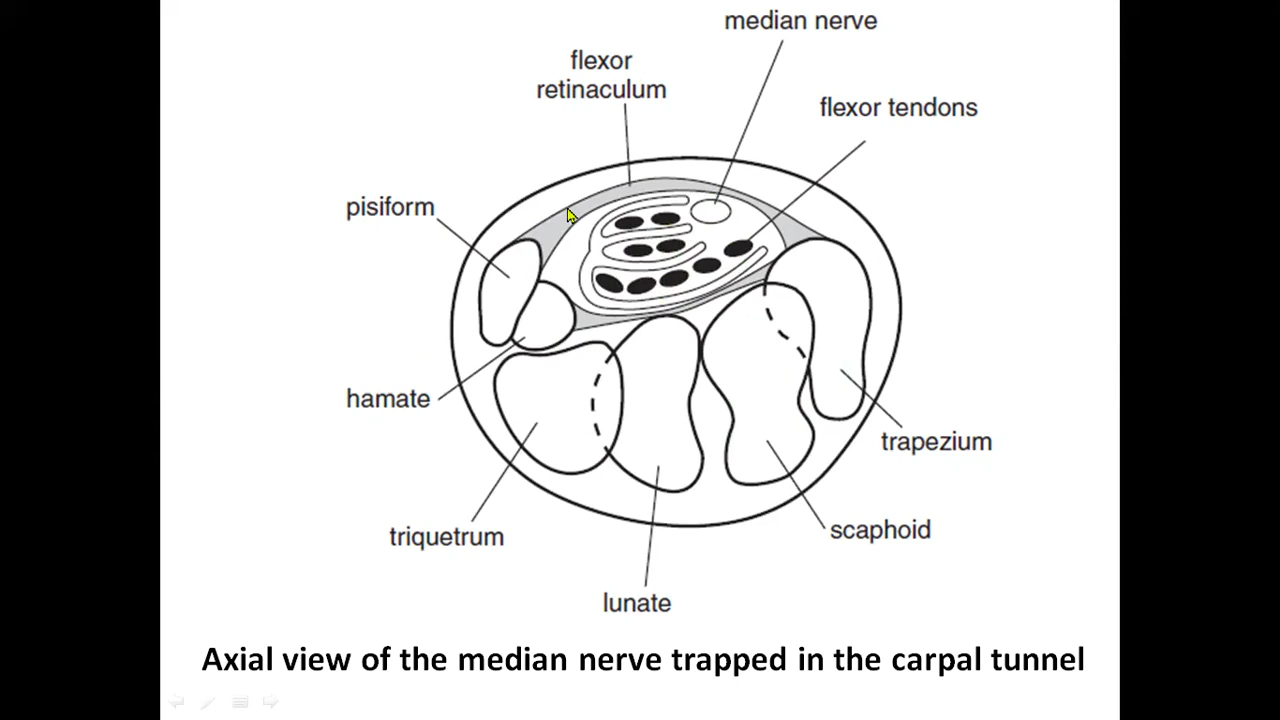 median nerve
flexor
retinaculum
flexor tendons
pisiform
hamate
trapezium
triquetrum
scaphoid
lunate
Axial view of the median nerve trapped in the carpal tunnel